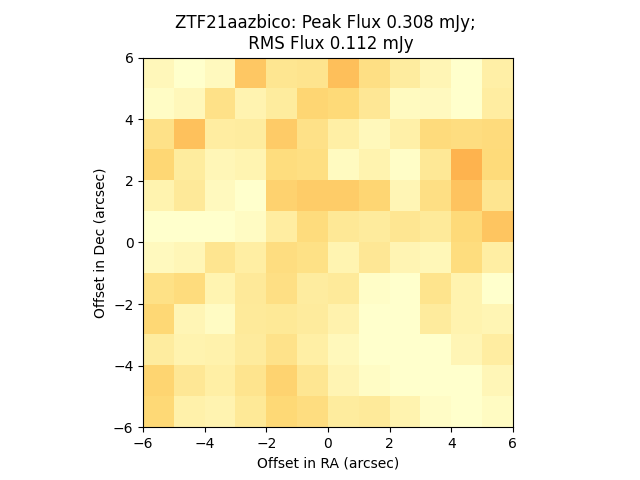 ZTF21aazbico: Peak Flux 0.308 mJy;
RMS Flux 0.112 mJy
6
4
2
0
−2
−4
−6
Offset in Dec (arcsec)
−6 −4 −2 0 2 4 6
Offset in RA (arcsec)